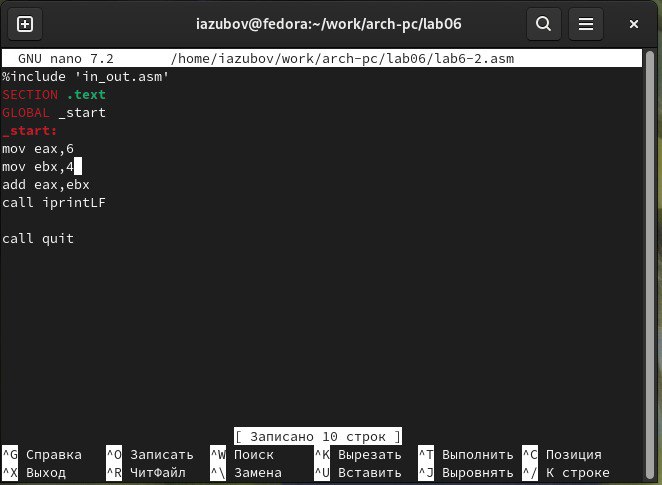 iazubov@fedora:~/work/arch-pc/lab06
GNU nano 7.2 /home/iazubov/work/arch-pc/lab06/lab6-2.asm
%include 'in_out.asm'
SECTION .text
GLOBAL _start
_start:
mov eax,6
mov ebx,4
add eax,ebx
call iprintLF
call quit
[ Записано 10 строк ]
^G Справка ^O Записать ^W Поиск ^K Вырезать ^T Выполнить ^C Позиция
^X Выход ^R ЧитФайл ^\ Замена ^U Вставить ^J Выровнять ^/ К строке